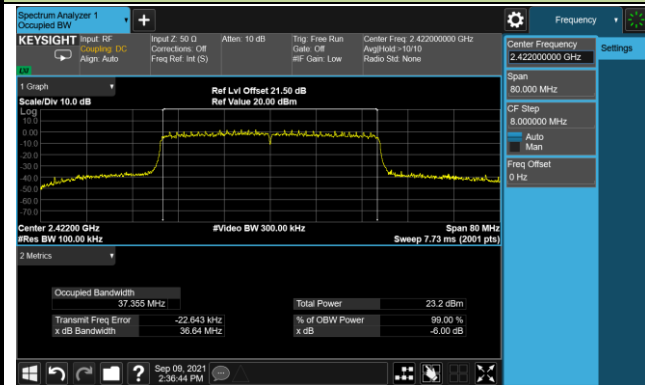 Spectrum Analyzer 1
Occupied BW
Frequency
KEYSIGHT
Input: RF
Coupling: DC
Align: Auto
Input Z: 50 Ω
Corrections: Off
Freq Ref: Int (S)
Atten: 10 dB
Trig: Free Run
Gate: Off
#IF Gain: Low
Center Freq: 2.422000000 GHz
Avg|Hold:>10/10
Radio Std: None
Center Frequency
2.422000000 GHz
Settings
Span
80.000 MHz
CF Step
8.000000 MHz
Auto
Man
Freq Offset
0 Hz
1 Graph
Scale/Div 10.0 dB
Ref Lvl Offset 21.50 dB
Ref Value 20.00 dBm
Log
10.0
0.00
-10.0
-20.0
-30.0
-40.0
-50.0
-60.0
-70.0
Center 2.42200 GHz
#Video BW 300.00 kHz
Span 80 MHz
#Res BW 100.00 kHz
Sweep 7.73 ms (2001 pts)
2 Metrics
Occupied Bandwidth
37.355 MHz
Total Power 23.2 dBm
Transmit Freq Error -22.643 kHz
% of OBW Power 99.00 %
x dB Bandwidth 36.64 MHz
x dB -6.00 dB
Sep 09, 2021
2:36:44 PM